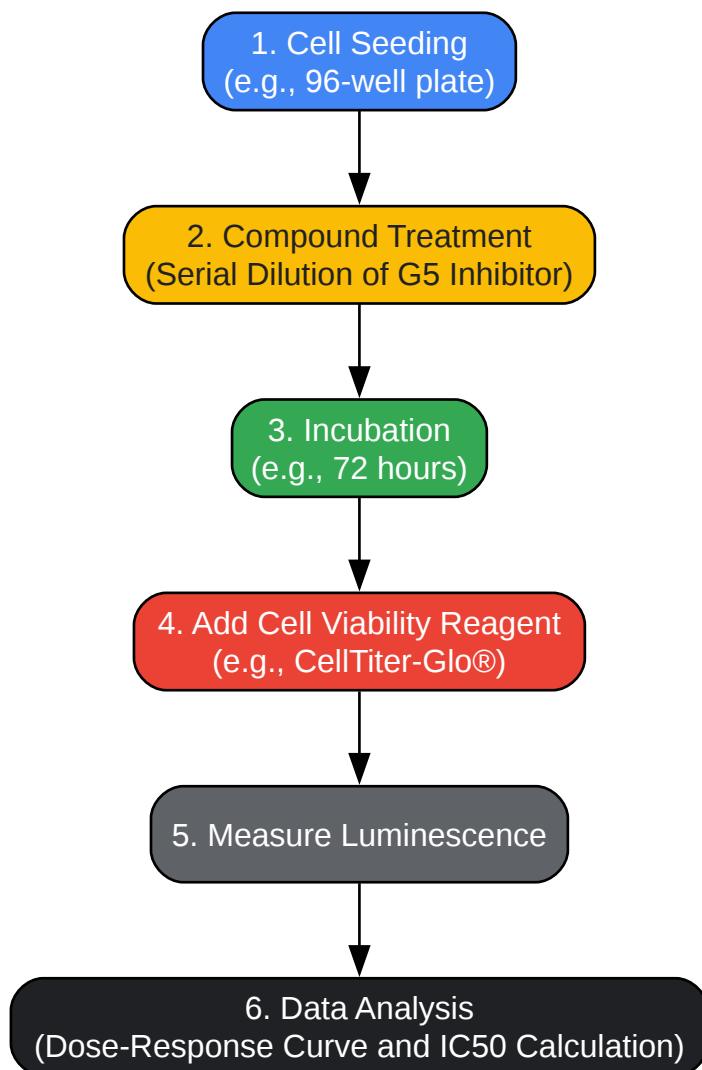 1. Cell Seeding
(e.g., 96-well plate)
2. Compound Treatment
(Serial Dilution of G5 Inhibitor)
3. Incubation
(e.g., 72 hours)
4. Add Cell Viability Reagent
(e.g., CellTiter-Glo®)
5. Measure Luminescence
6. Data Analysis
(Dose-Response Curve and IC50 Calculation)